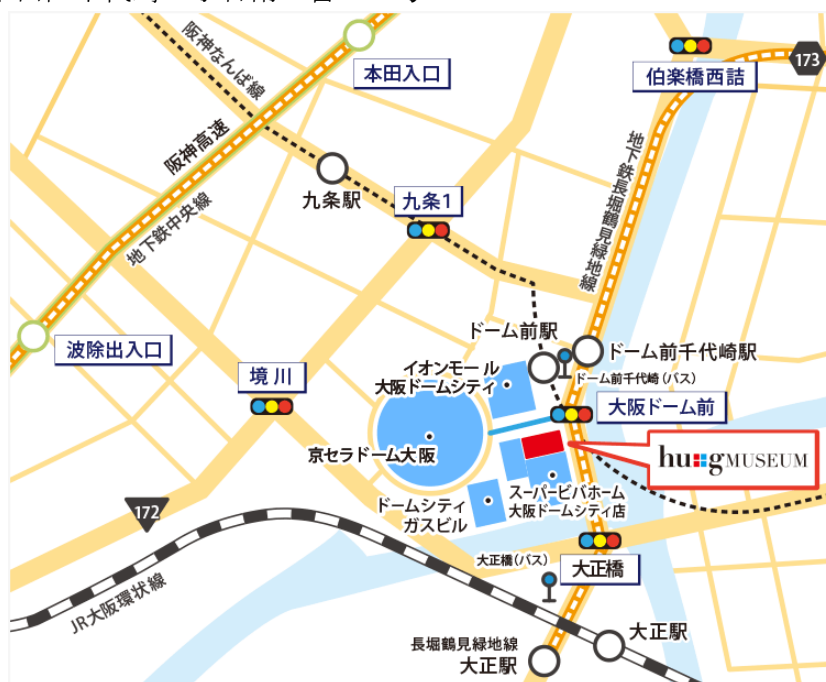 阪神なんば線
本田入口
伯楽橋西詰
173
阪神高速
地下鉄中央線
地下鉄長堀鶴見緑地線
九条駅
九条1
波除出入口
境川
ドーム前駅
ドーム前千代崎駅
ドーム前千代崎(バス)
イオンモール
大阪ドームシティ
大阪ドーム前
京セラドーム大阪
hu++gMUSEUM
スーパービバホーム
大阪ドームシティ店
ドームシティ
ガスビル
172
大正橋(バス)
大正橋
JR大阪環状線
大正駅
長堀鶴見緑地線
大正駅